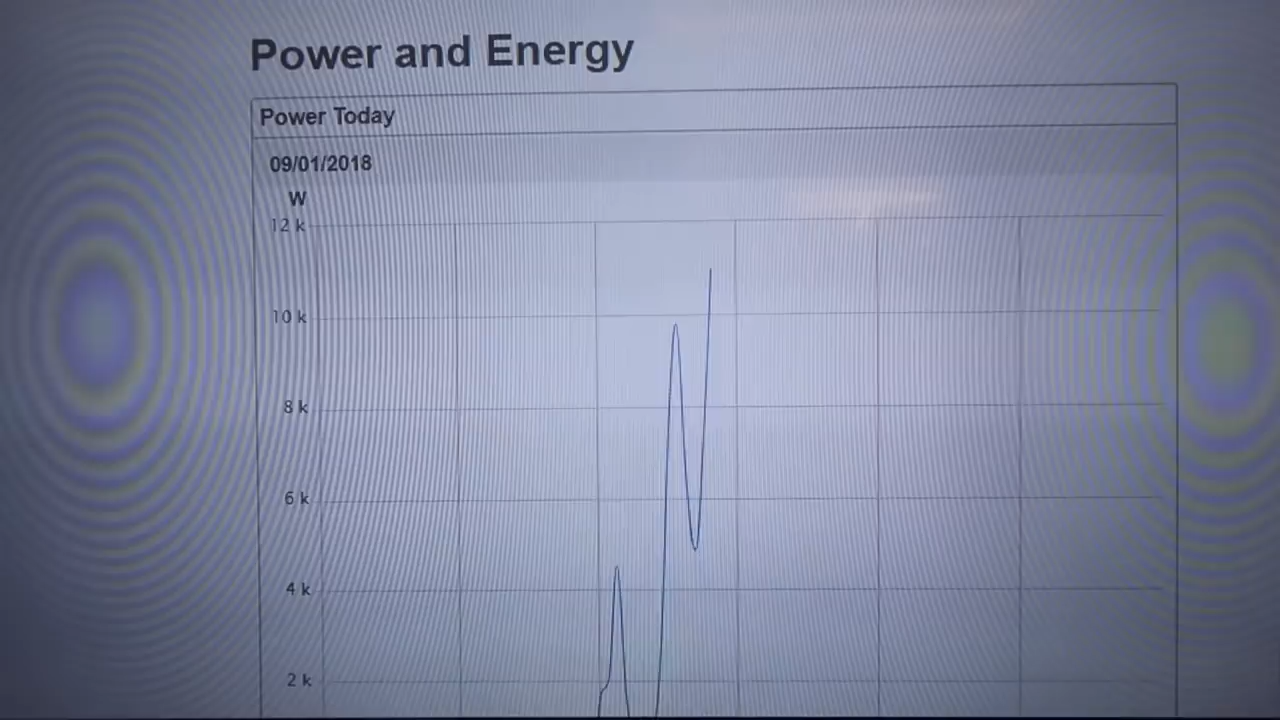 Power and Energy
Power Today
09/01/2018
W
12 k
10 k
8 k
6 k
4 k
2 k